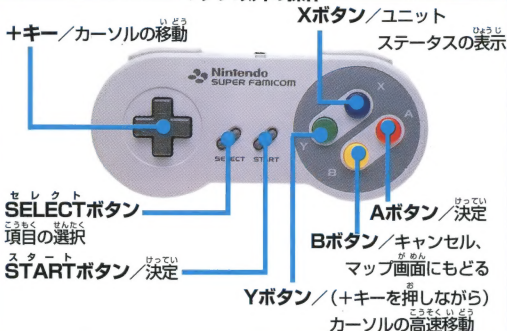 Xボタン／ユニット
ステータスの表示
+キー／カーソルの移動
Nintendo
SUPER FAMICOM
X
A
Y
B
SELECT START
SELECTボタン
項目の選択
STARTボタン／決定
Aボタン／決定
Bボタン／キャンセル、
マップ画面にもどる
Yボタン／(+キーを押しながら)
カーソルの高速移動